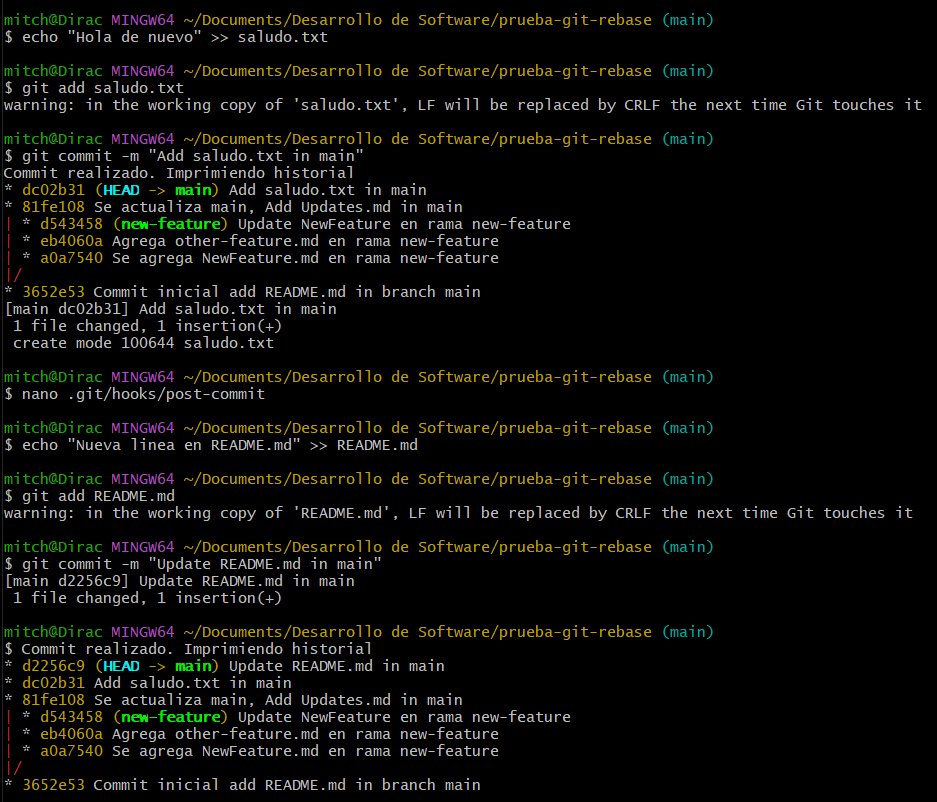 mitch@Dirac MINGW64 ~/Documents/Desarrollo de Software/prueba-git-rebase (main)
$ echo "Hola de nuevo" >> saludo.txt
mitch@Dirac MINGW64 ~/Documents/Desarrollo de Software/prueba-git-rebase (main)
$ git add saludo.txt
warning: in the working copy of 'saludo.txt', LF will be replaced by CRLF the next time Git touches it
mitch@Dirac MINGW64 ~/Documents/Desarrollo de Software/prueba-git-rebase (main)
$ git commit -m "Add saludo.txt in main"
Commit realizado. Imprimiendo historial
* dc02b31 (HEAD -> main) Add saludo.txt in main
* 81fe108 Se actualiza main, Add Updates.md in main
| * d543458 (new-feature) Update NewFeature en rama new-feature
| * eb4060a Agrega other-feature.md en rama new-feature
| * a0a7540 Se agrega NewFeature.md en rama new-feature
|/
* 3652e53 Commit inicial add README.md in branch main
[main dc02b31] Add saludo.txt in main
 1 file changed, 1 insertion(+)
 create mode 100644 saludo.txt
mitch@Dirac MINGW64 ~/Documents/Desarrollo de Software/prueba-git-rebase (main)
$ nano .git/hooks/post-commit
mitch@Dirac MINGW64 ~/Documents/Desarrollo de Software/prueba-git-rebase (main)
$ echo "Nueva linea en README.md" >> README.md
mitch@Dirac MINGW64 ~/Documents/Desarrollo de Software/prueba-git-rebase (main)
$ git add README.md
warning: in the working copy of 'README.md', LF will be replaced by CRLF the next time Git touches it
mitch@Dirac MINGW64 ~/Documents/Desarrollo de Software/prueba-git-rebase (main)
$ git commit -m "Update README.md in main"
[main d2256c9] Update README.md in main
 1 file changed, 1 insertion(+)
mitch@Dirac MINGW64 ~/Documents/Desarrollo de Software/prueba-git-rebase (main)
$ Commit realizado. Imprimiendo historial
* d2256c9 (HEAD -> main) Update README.md in main
* dc02b31 Add saludo.txt in main
* 81fe108 Se actualiza main, Add Updates.md in main
| * d543458 (new-feature) Update NewFeature en rama new-feature
| * eb4060a Agrega other-feature.md en rama new-feature
| * a0a7540 Se agrega NewFeature.md en rama new-feature
|/
* 3652e53 Commit inicial add README.md in branch main